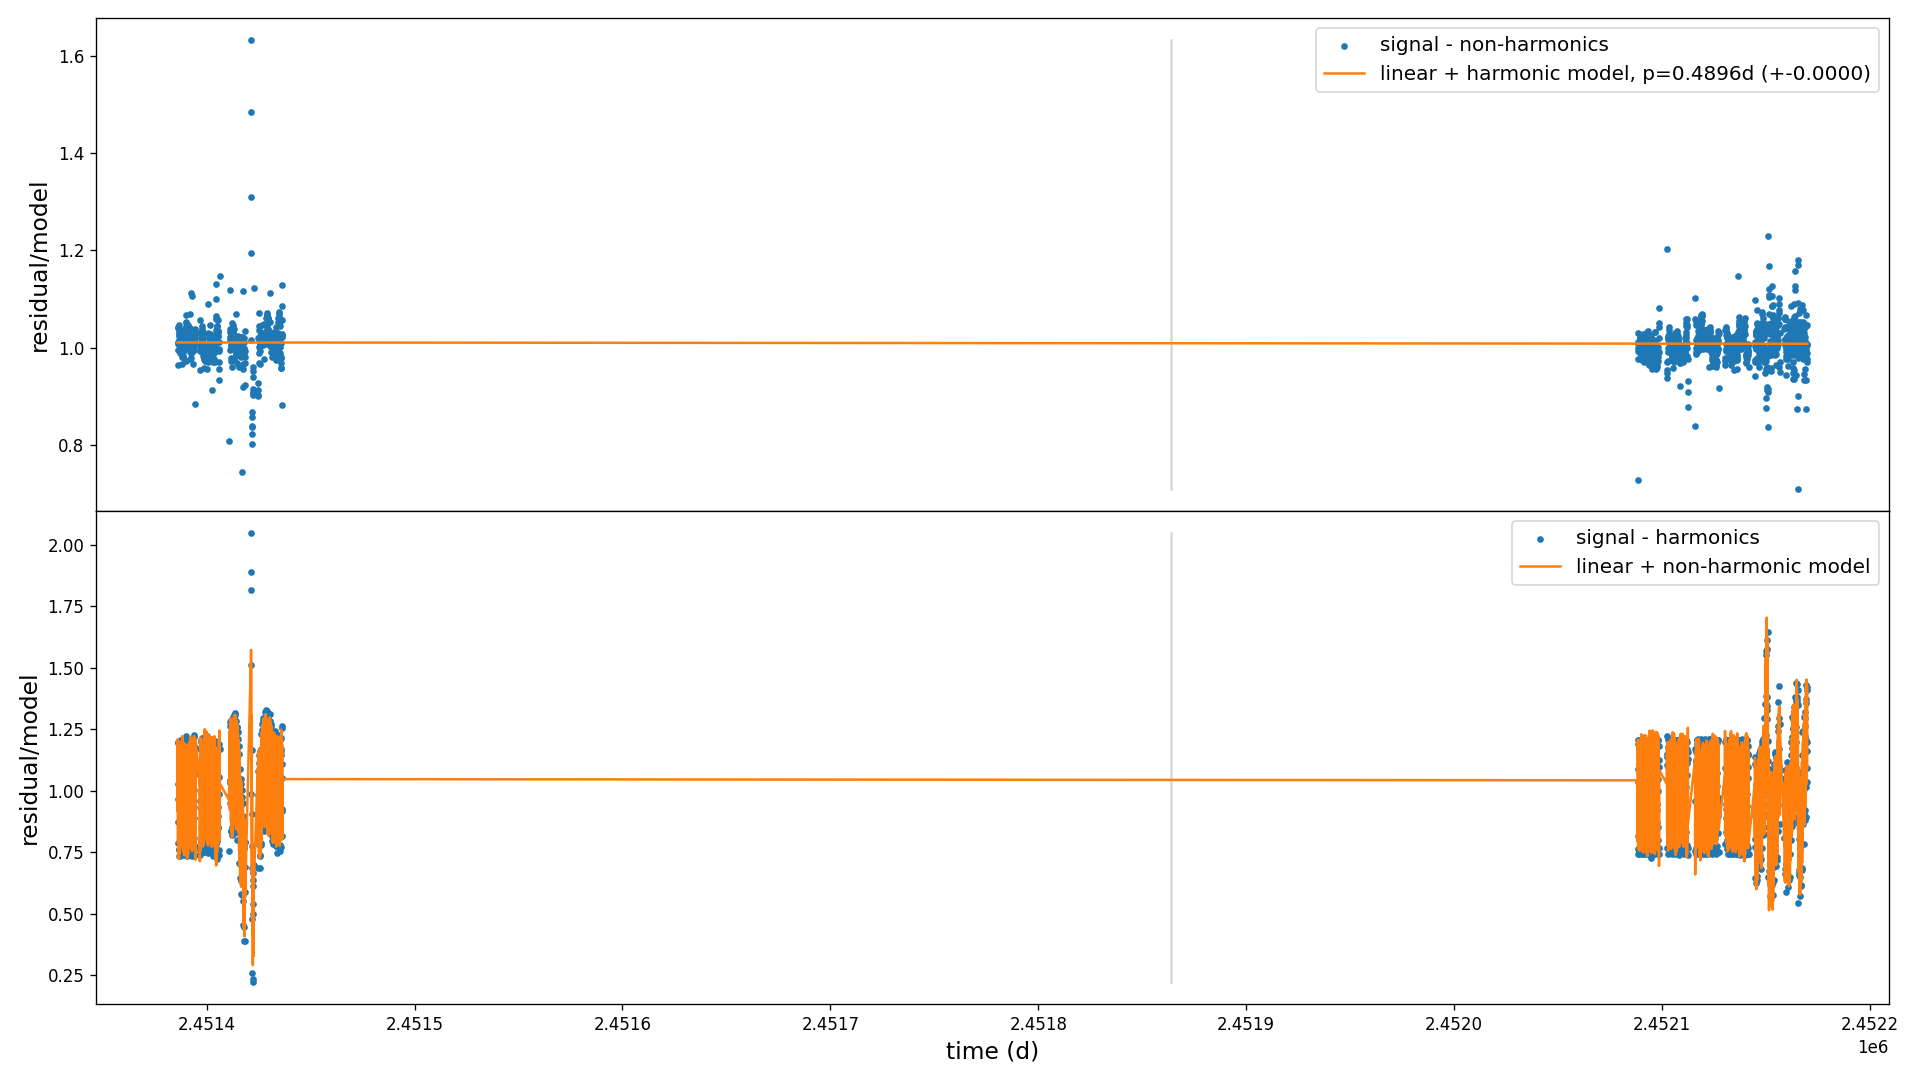 1.6
1.4
1.2
1.0
0.8
residual/model
signal - non-harmonics
linear + harmonic model, p=0.4896d (+-0.0000)
2.00
1.75
1.50
1.25
1.00
0.75
0.50
0.25
residual/model
signal - harmonics
linear + non-harmonic model
2.4514 2.4515 2.4516 2.4517 2.4518 2.4519 2.4520 2.4521 2.4522
1e6
time (d)